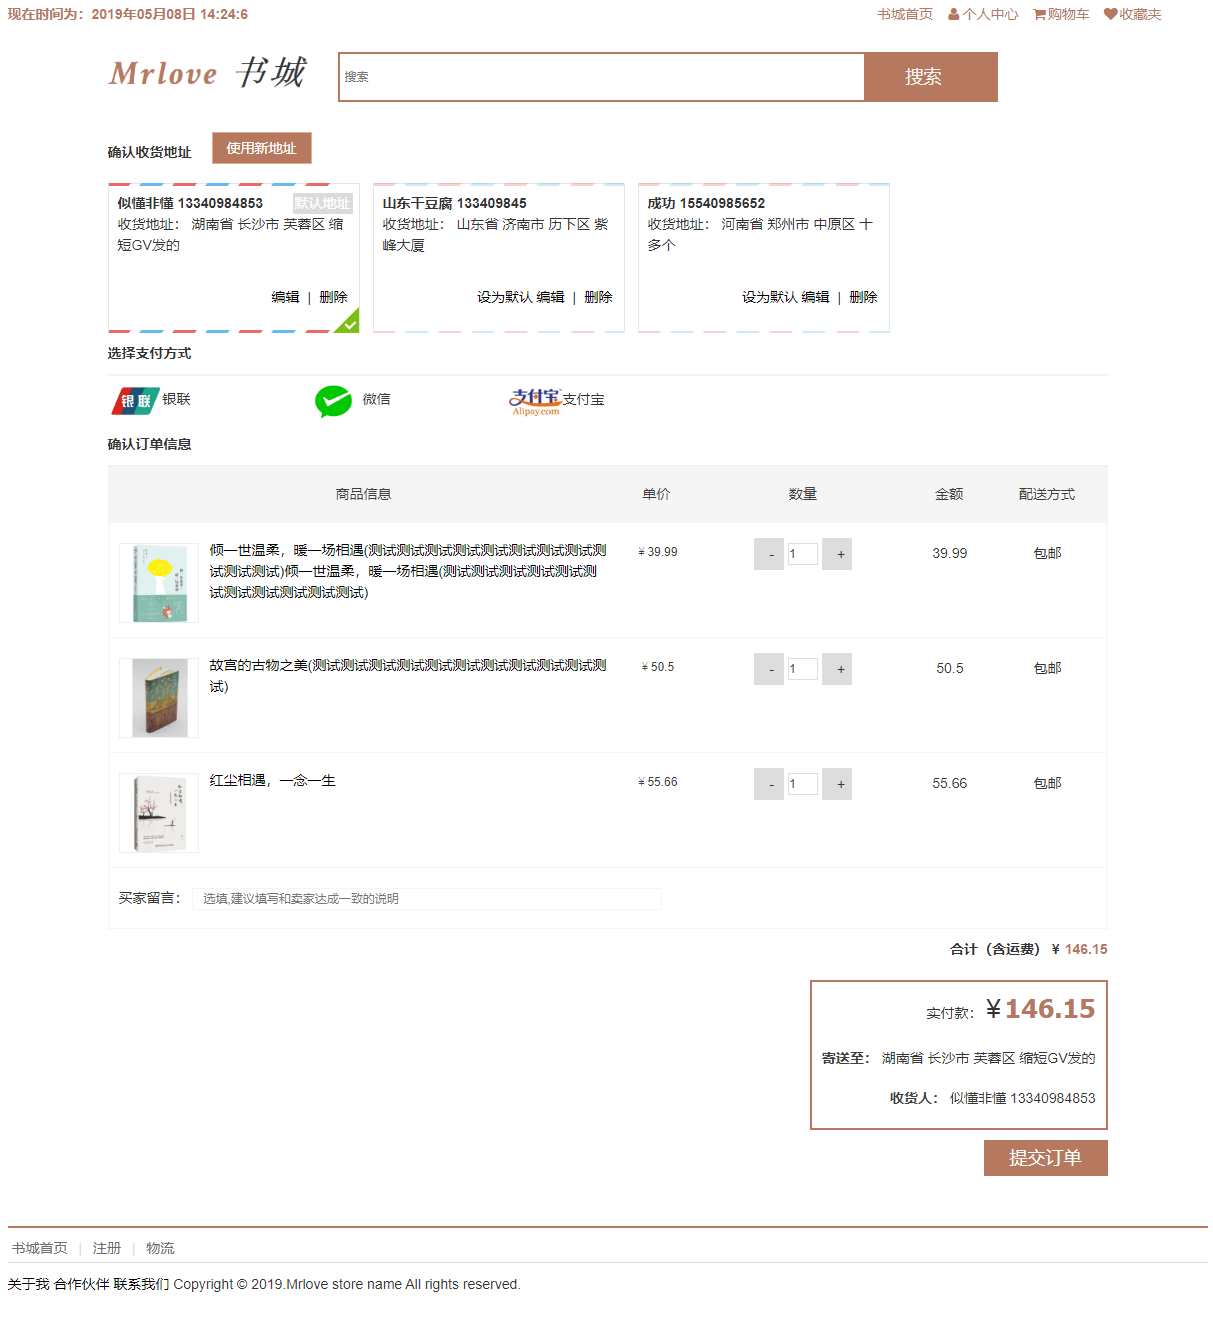 现在时间为：2019年05月08日 14:24:6
书城首页 个人中心 购物车 收藏夹
Mrlove 书城
搜索 搜索
确认收货地址 使用新地址
似懂非懂 13340984853 默认地址
收货地址： 湖南省 长沙市 芙蓉区 缩
短GV发的
编辑 | 删除
山东干豆腐 133409845
收货地址： 山东省 济南市 历下区 紫
峰大厦
设为默认 编辑 | 删除
成功 15540985652
收货地址： 河南省 郑州市 中原区 十
多个
设为默认 编辑 | 删除
选择支付方式
银联 银联 微信 支付宝 Alipay.com 支付宝
确认订单信息
商品信息 单价 数量 金额 配送方式
倾一世温柔，暖一场相遇(测试测试测试测试测试测试测试测试测
试测试测试)倾一世温柔，暖一场相遇(测试测试测试测试测试测
试测试测试测试测试测试)
¥ 39.99 - 1 + 39.99 包邮
故宫的古物之美(测试测试测试测试测试测试测试测试测试测试测
试)
¥ 50.5 - 1 + 50.5 包邮
红尘相遇，一念一生 ¥ 55.66 - 1 + 55.66 包邮
买家留言： 选填,建议填写和卖家达成一致的说明
合计（含运费） ¥ 146.15
实付款： ¥146.15
寄送至： 湖南省 长沙市 芙蓉区 缩短GV发的
收货人： 似懂非懂 13340984853
提交订单
书城首页 | 注册 | 物流
关于我 合作伙伴 联系我们 Copyright © 2019.Mrlove store name All rights reserved.